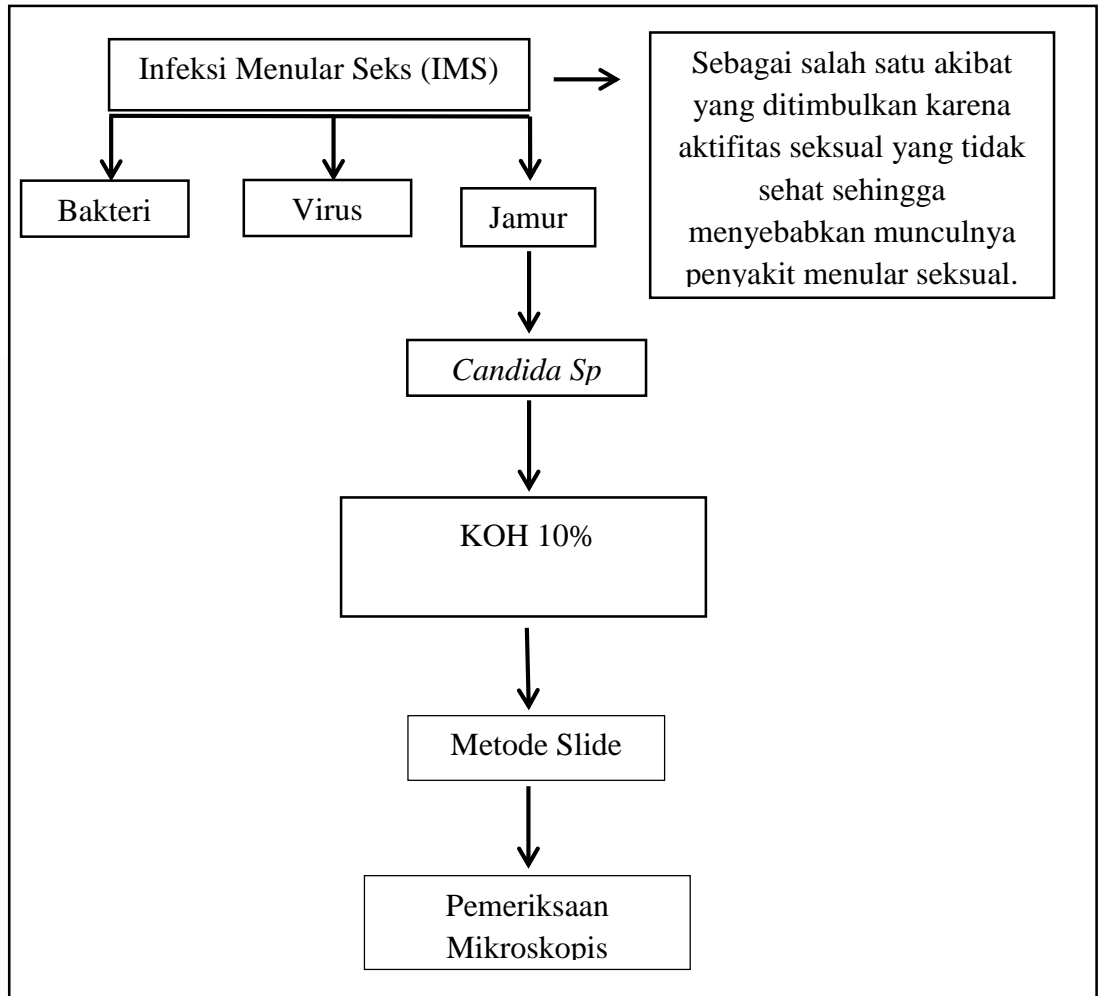 Infeksi Menular Seks (IMS)
Sebagai salah satu akibat
yang ditimbulkan karena
aktifitas seksual yang tidak
sehat sehingga
menyebabkan munculnya
penyakit menular seksual.
Bakteri
Virus
Jamur
Candida Sp
KOH 10%
Metode Slide
Pemeriksaan
Mikroskopis